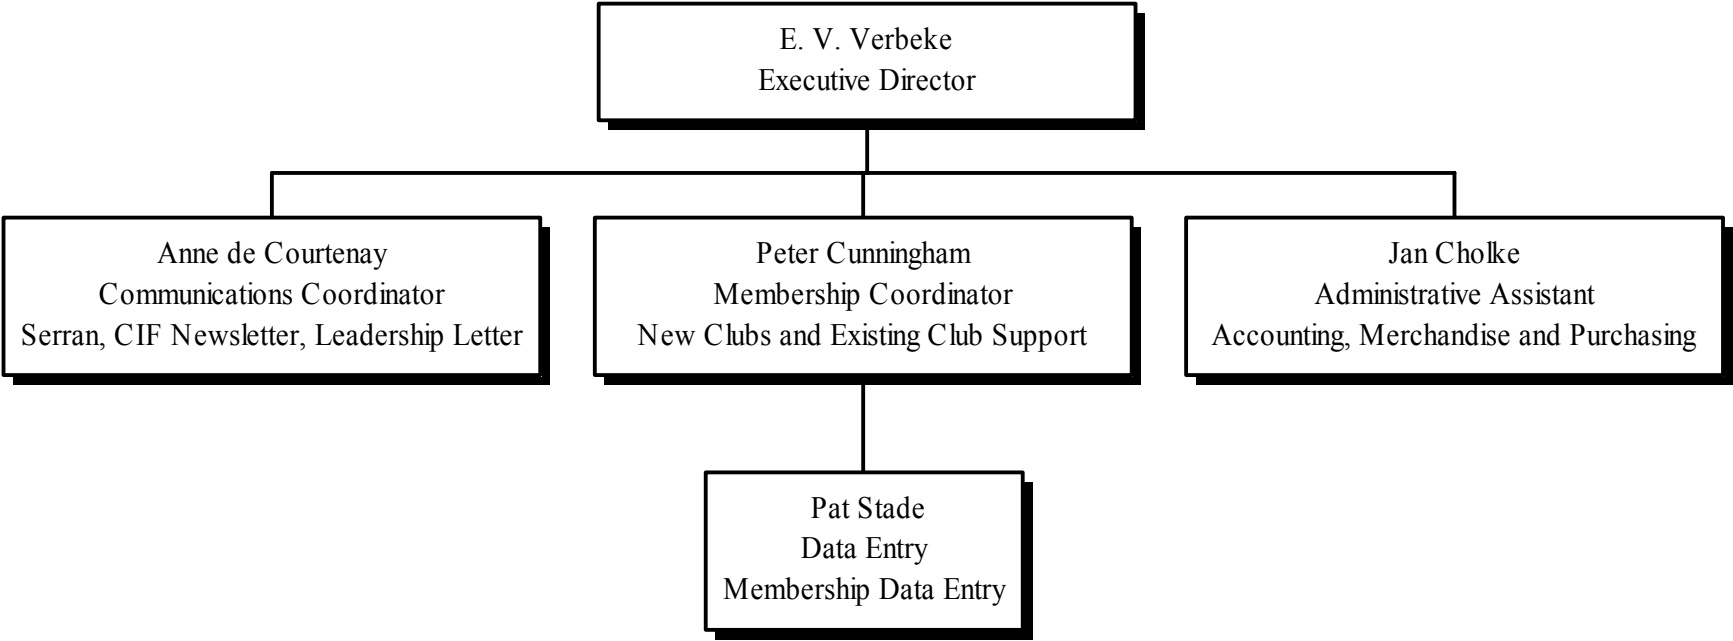 E. V. Verbeke
Executive Director
Anne de Courtenay
Communications Coordinator
Serran, CIF Newsletter, Leadership Letter
Peter Cunningham
Membership Coordinator
New Clubs and Existing Club Support
Jan Cholke
Administrative Assistant
Accounting, Merchandise and Purchasing
Pat Stade
Data Entry
Membership Data Entry